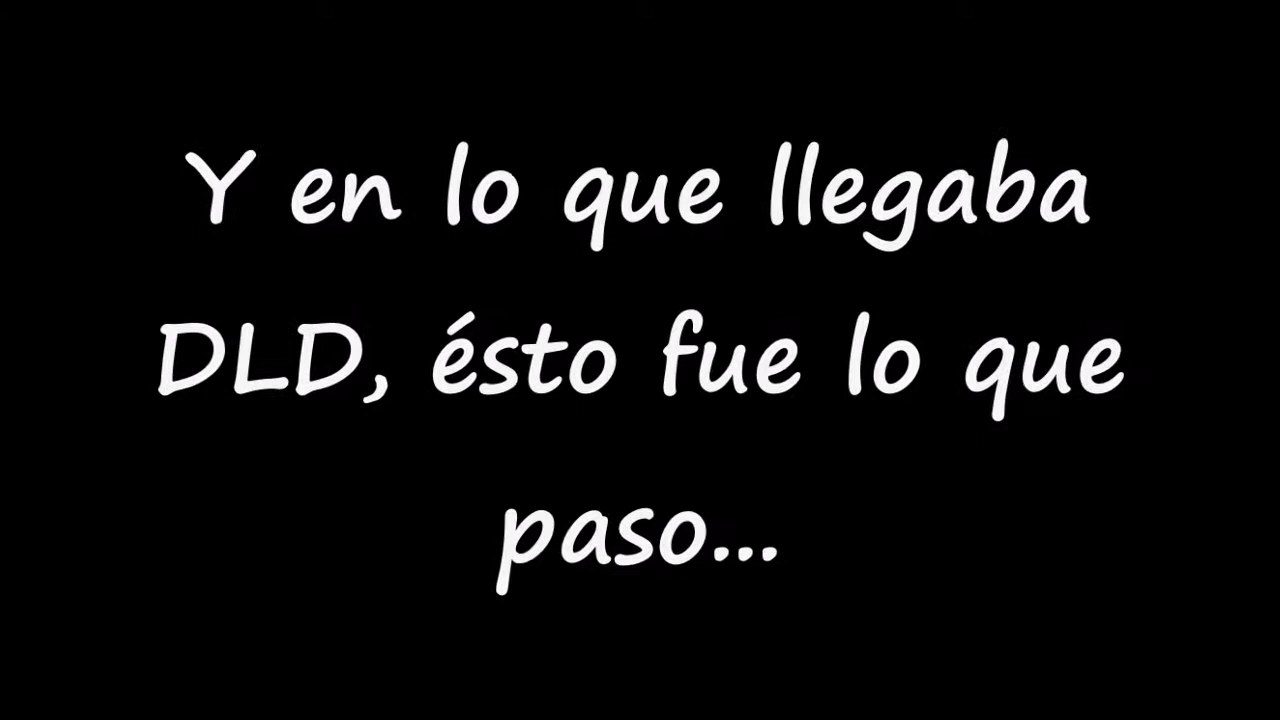 Y en lo que llegaba
DLD, ésto fue lo que
paso...